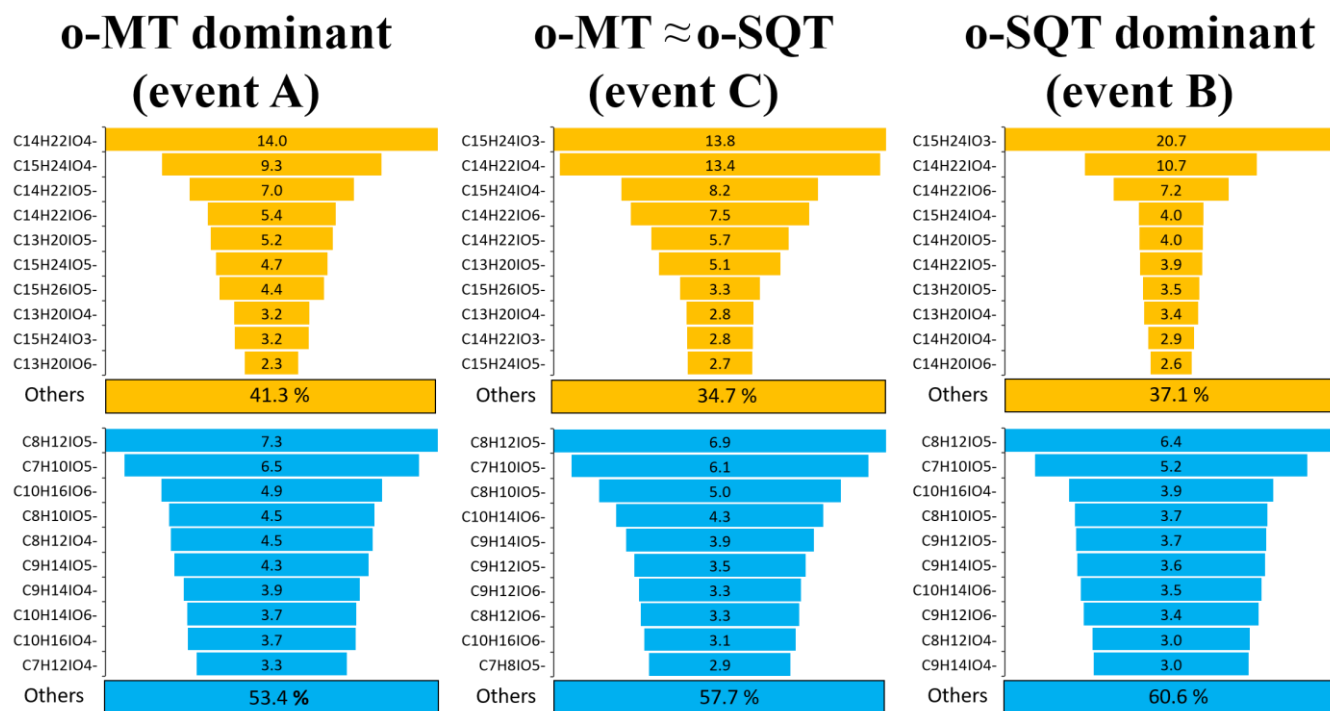 o-MT dominant
(event A)
C14H22IO4- 14.0
C15H24IO4- 9.3
C14H22IO5- 7.0
C14H22IO6- 5.4
C13H20IO5- 5.2
C15H24IO5- 4.7
C15H26IO5- 4.4
C13H20IO4- 3.2
C15H24IO3- 3.2
C13H20IO6- 2.3
Others 41.3 %
C8H12IO5- 7.3
C7H10IO5- 6.5
C10H16IO6- 4.9
C8H10IO5- 4.5
C8H12IO4- 4.5
C9H14IO5- 4.3
C9H14IO4- 3.9
C10H14IO6- 3.7
C10H16IO4- 3.7
C7H12IO4- 3.3
Others 53.4 %
o-MT ≈ o-SQT
(event C)
C15H24IO3- 13.8
C14H22IO4- 13.4
C15H24IO4- 8.2
C14H22IO6- 7.5
C14H22IO5- 5.7
C13H20IO5- 5.1
C15H26IO5- 3.3
C13H20IO4- 2.8
C14H22IO3- 2.8
C15H24IO5- 2.7
Others 34.7 %
C8H12IO5- 6.9
C7H10IO5- 6.1
C8H10IO5- 5.0
C10H14IO6- 4.3
C9H14IO5- 3.9
C9H12IO5- 3.5
C9H12IO6- 3.3
C8H12IO6- 3.3
C10H16IO6- 3.1
C7H8IO5- 2.9
Others 57.7 %
o-SQT dominant
(event B)
C15H24IO3- 20.7
C14H22IO4- 10.7
C14H22IO6- 7.2
C15H24IO4- 4.0
C14H20IO5- 4.0
C14H22IO5- 3.9
C13H20IO5- 3.5
C13H20IO4- 3.4
C14H20IO4- 2.9
C14H20IO6- 2.6
Others 37.1 %
C8H12IO5- 6.4
C7H10IO5- 5.2
C10H16IO4- 3.9
C8H10IO5- 3.7
C9H12IO5- 3.7
C9H14IO5- 3.6
C10H14IO6- 3.5
C9H12IO6- 3.4
C8H12IO4- 3.0
C9H14IO4- 3.0
Others 60.6 %